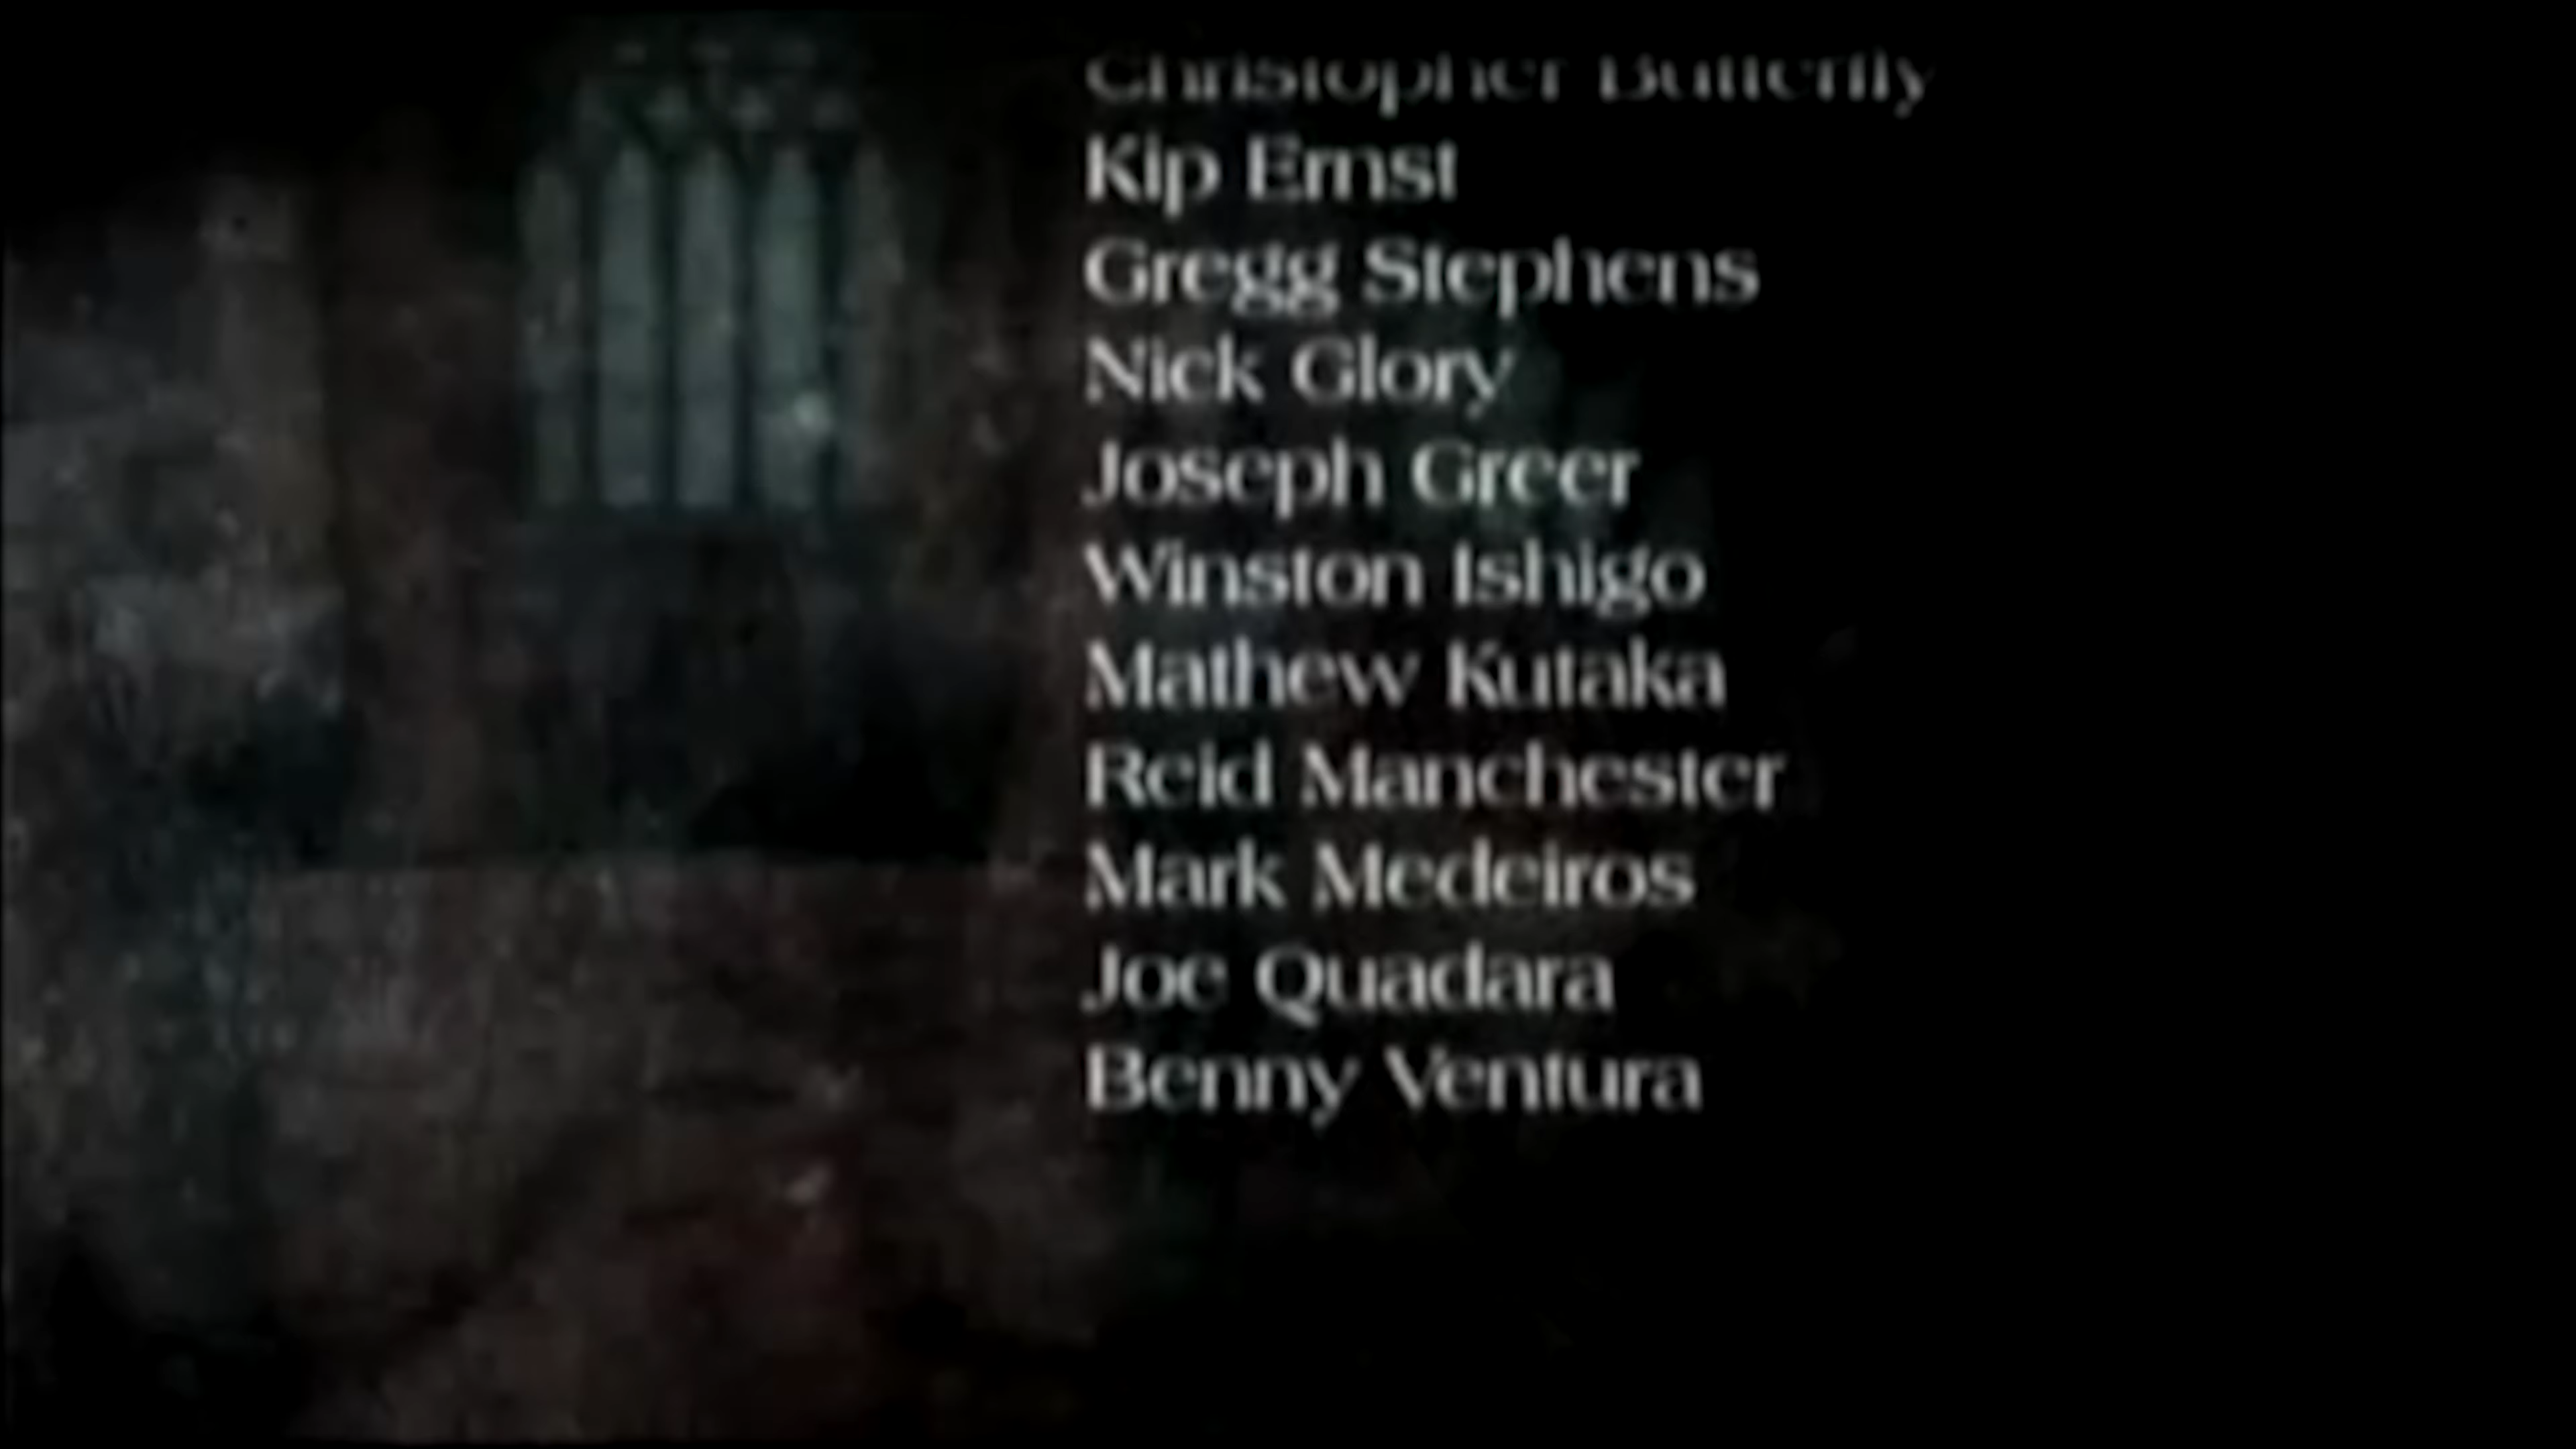 Christopher Butterfly
Kip Ernst
Gregg Stephens
Nick Glory
Joseph Greer
Winston Ishigo
Mathew Kutaka
Reid Manchester
Mark Medeiros
Joe Quadara
Benny Ventura